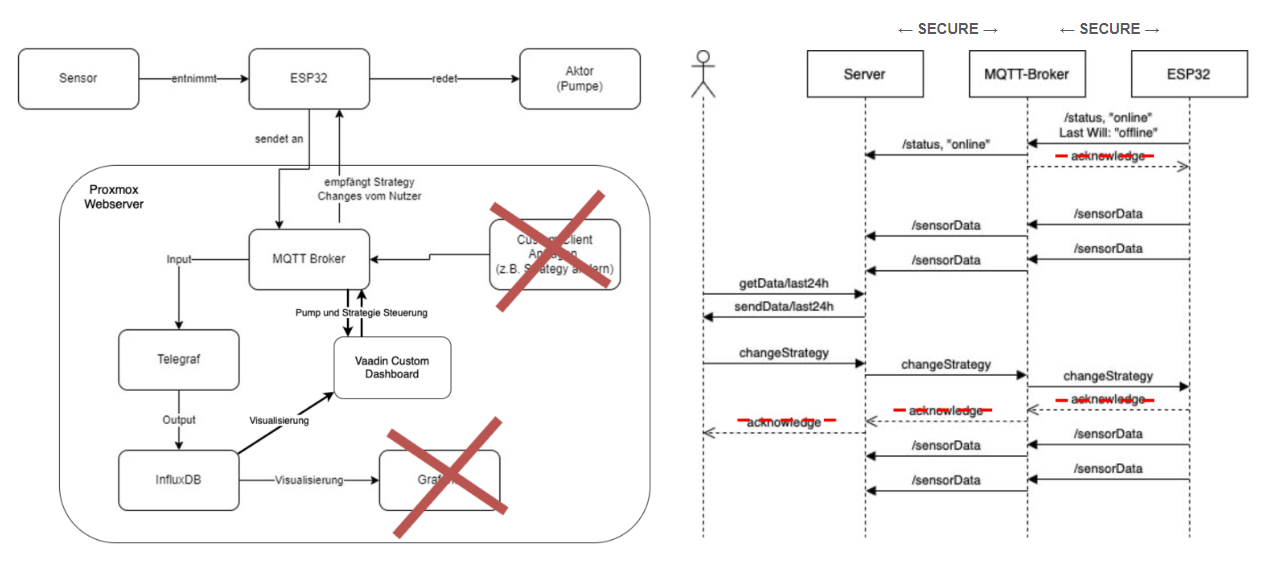 Sensor
entnimmt
ESP32
redet
Aktor
(Pumpe)
sendet an
Proxmox
Webserver
empfängt Strategy
Changes vom Nutzer
MQTT Broker
Custom Client
(z.B. Strategy ändern)
Input
Pump und Strategie Steuerung
Telegraf
Vaadin Custom
Dashboard
Output
Visualisierung
InfluxDB
Visualisierung
← SECURE →
← SECURE →
Server
MQTT-Broker
ESP32
/status, "online"
Last Will: "offline"
/status, "online"
acknowledge
/sensorData
/sensorData
/sensorData
/sensorData
getData/last24h
sendData/last24h
changeStrategy
changeStrategy
changeStrategy
acknowledge
acknowledge
acknowledge
/sensorData
/sensorData
/sensorData
/sensorData